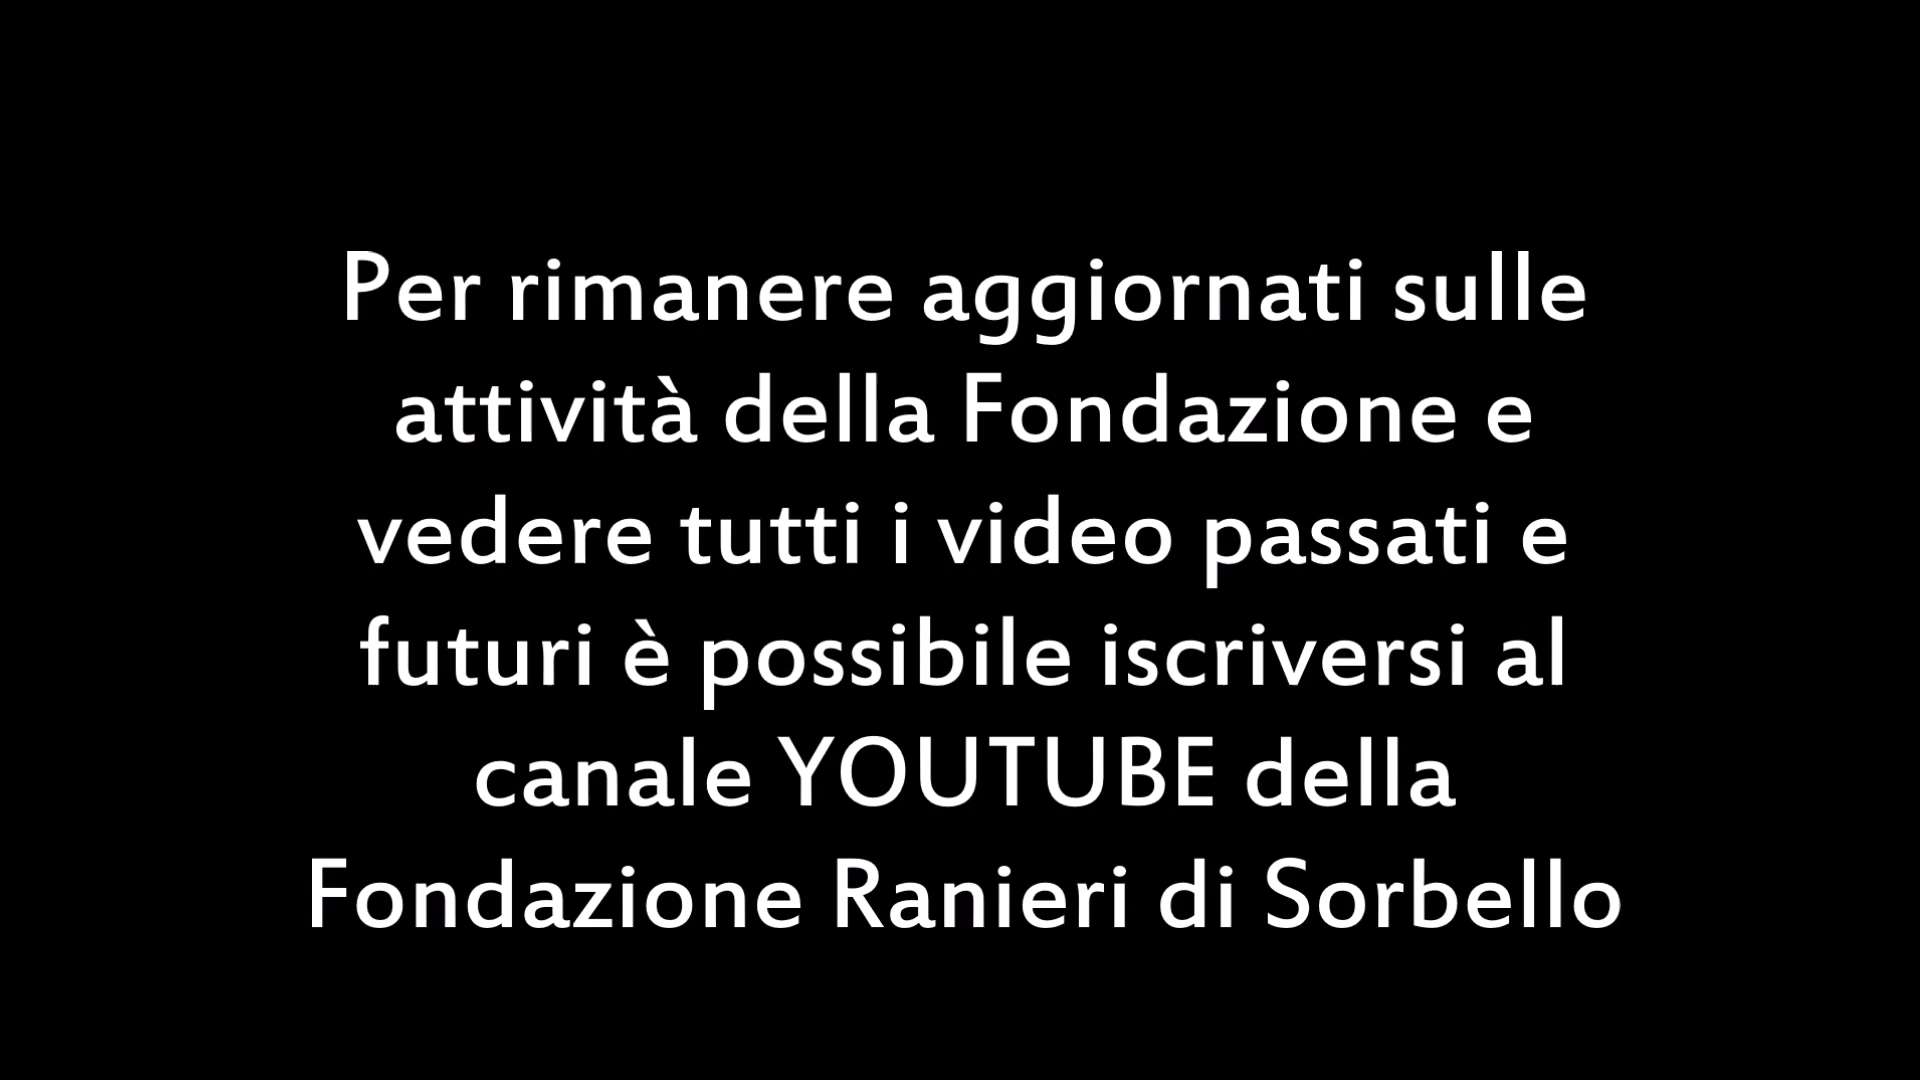 Per rimanere aggiornati sulle
attività della Fondazione e
vedere tutti i video passati e
futuri è possibile iscriversi al
canale YOUTUBE della
Fondazione Ranieri di Sorbello